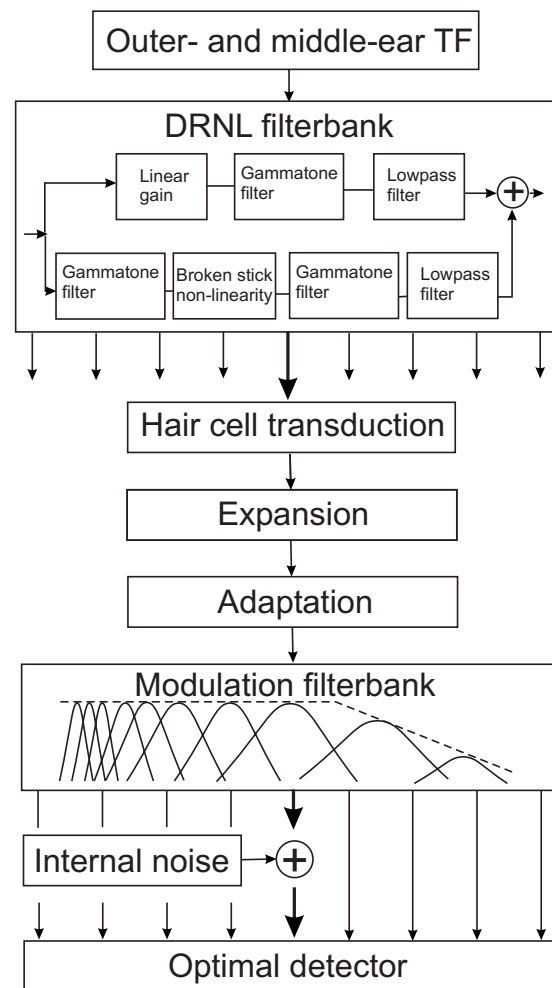 Outer- and middle-ear TF
DRNL filterbank
Linear
gain
Gammatone
filter
Lowpass
filter
+
Gammatone
filter
Broken stick
non-linearity
Gammatone
filter
Lowpass
filter
Hair cell transduction
Expansion
Adaptation
Modulation filterbank
Internal noise
+
Optimal detector